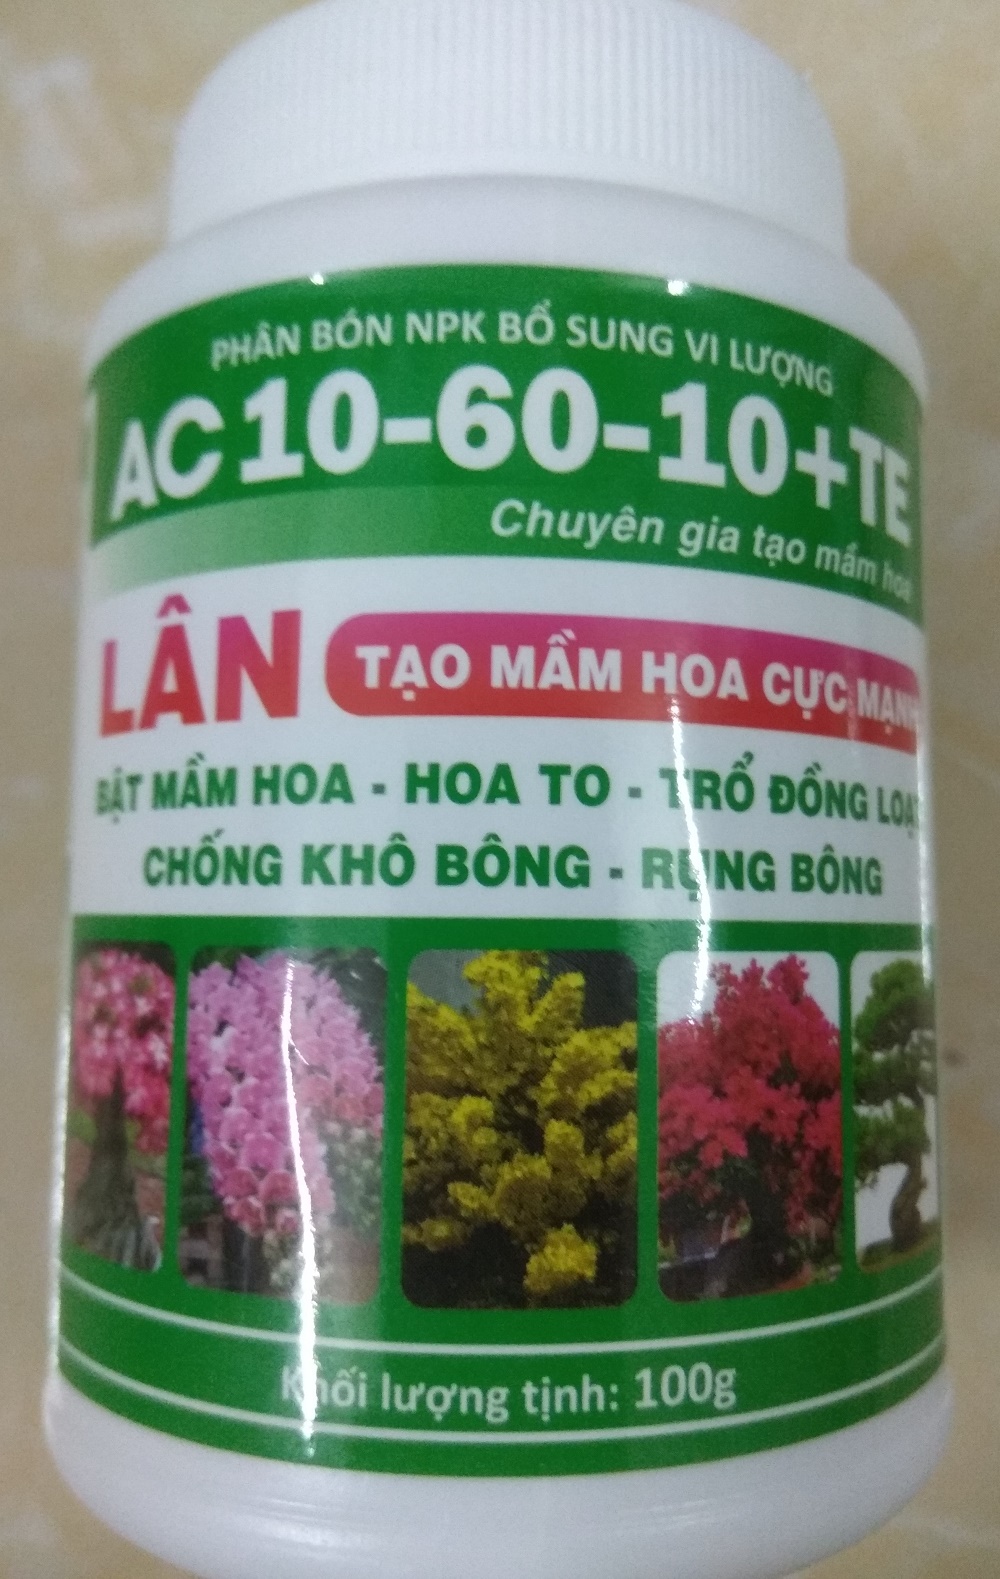 PHÂN BÓN NPK BỔ SUNG VI LƯỢNG
AC 10-60-10+TE
Chuyên gia tạo mầm hoa
LÂN TẠO MẦM HOA CỰC MẠNH
BẬT MẦM HOA - HOA TO - TRỔ ĐỒNG LOẠT
CHỐNG KHÔ BÔNG - RỤNG BÔNG
Khối lượng tịnh: 100g